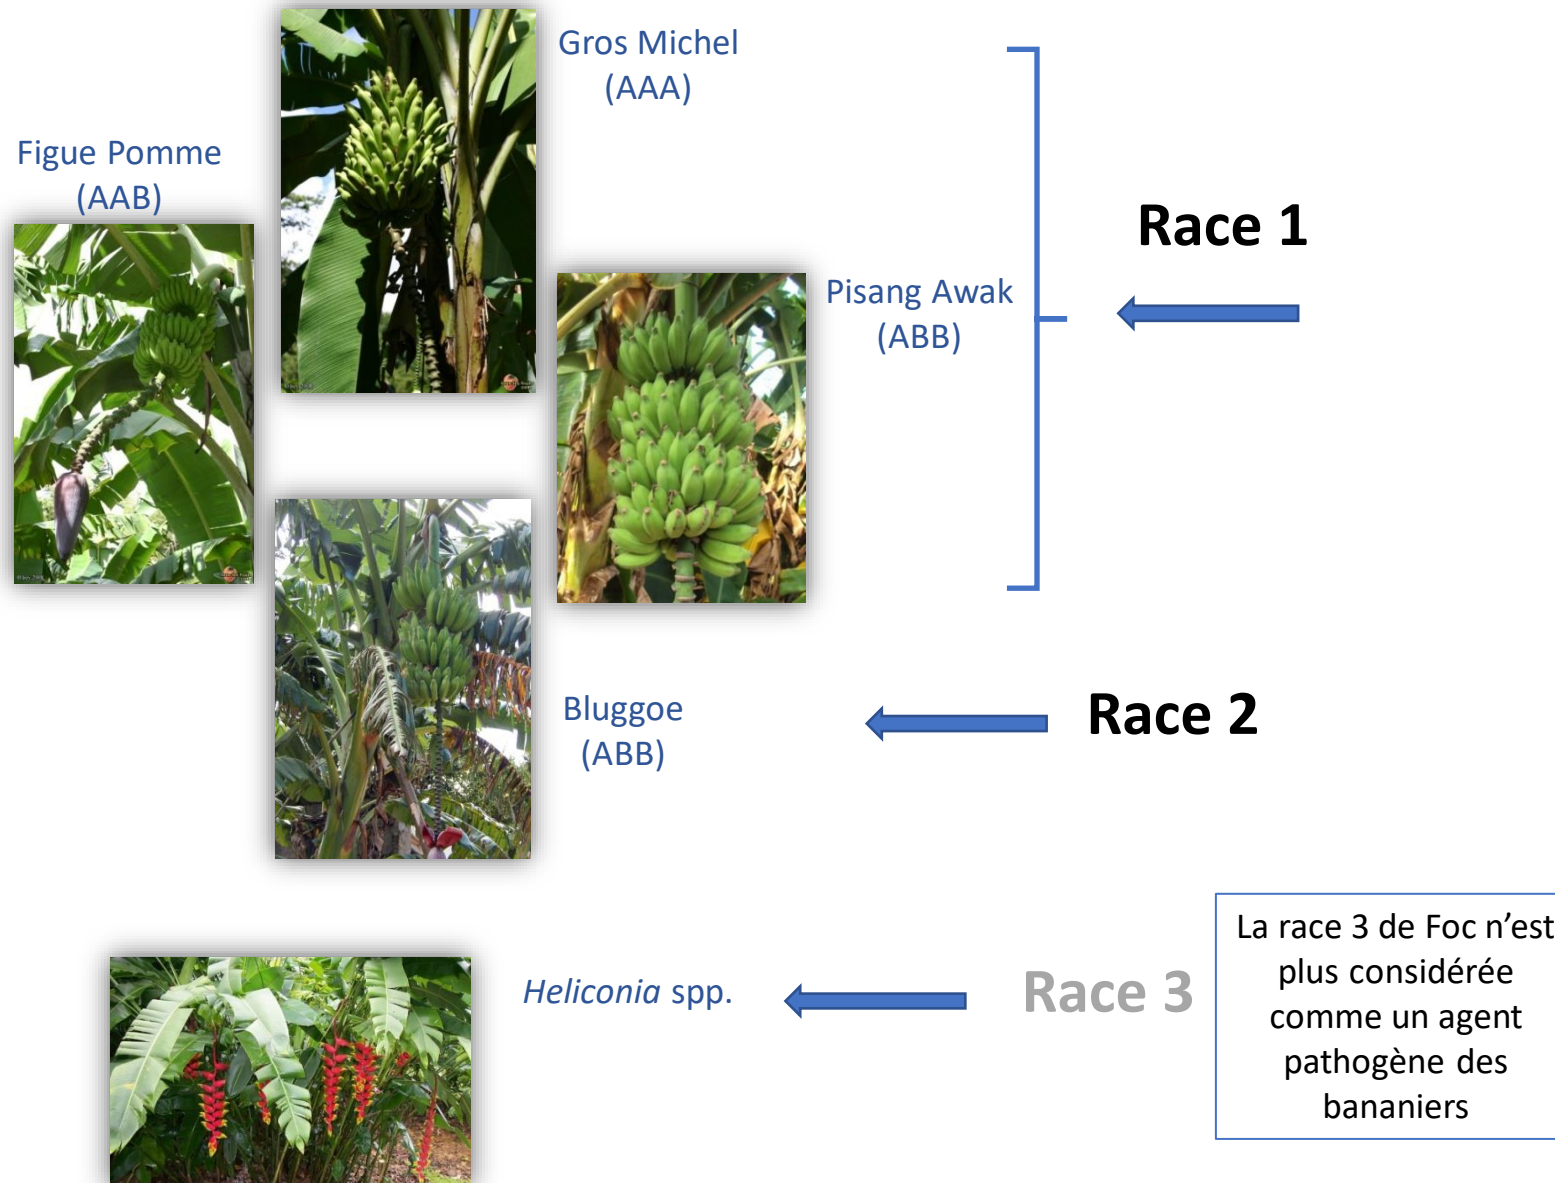 Gros Michel
(AAA)
Figue Pomme
(AAB)
Race 1
Pisang Awak
(ABB)
Race 2
Bluggoe
(ABB)
Heliconia spp.
Race 3
La race 3 de Foc n’est
plus considérée
comme un agent
pathogène des
bananiers